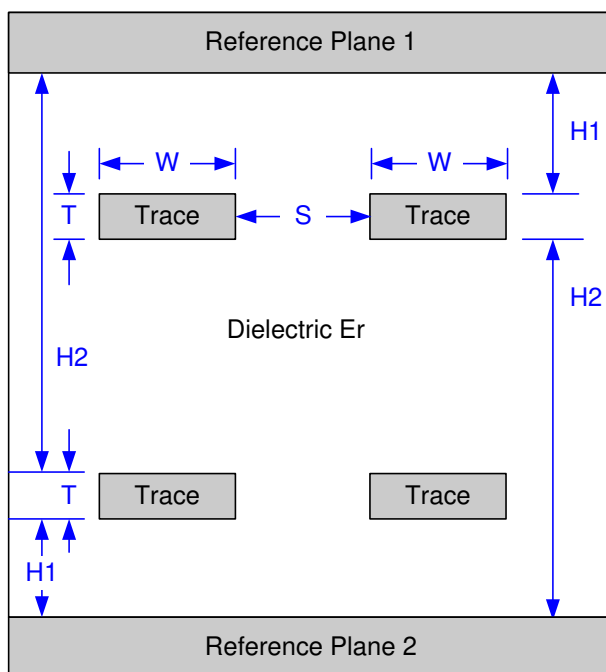 Reference Plane 1
H1
W W
T Trace S Trace
H2
Dielectric Er
H2
T Trace Trace
H1
Reference Plane 2